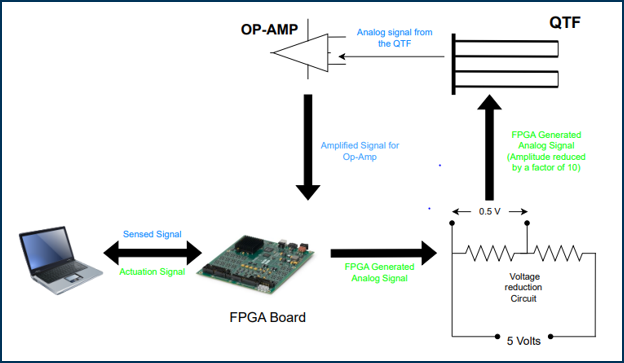 OP-AMP
QTF
Analog signal from
the QTF
Amplified Signal for
Op-Amp
FPGA Generated
Analog Signal
(Amplitude reduced
by a factor of 10)
0.5 V
Sensed Signal
Actuation Signal
FPGA Generated
Analog Signal
Voltage
reduction
Circuit
FPGA Board
5 Volts